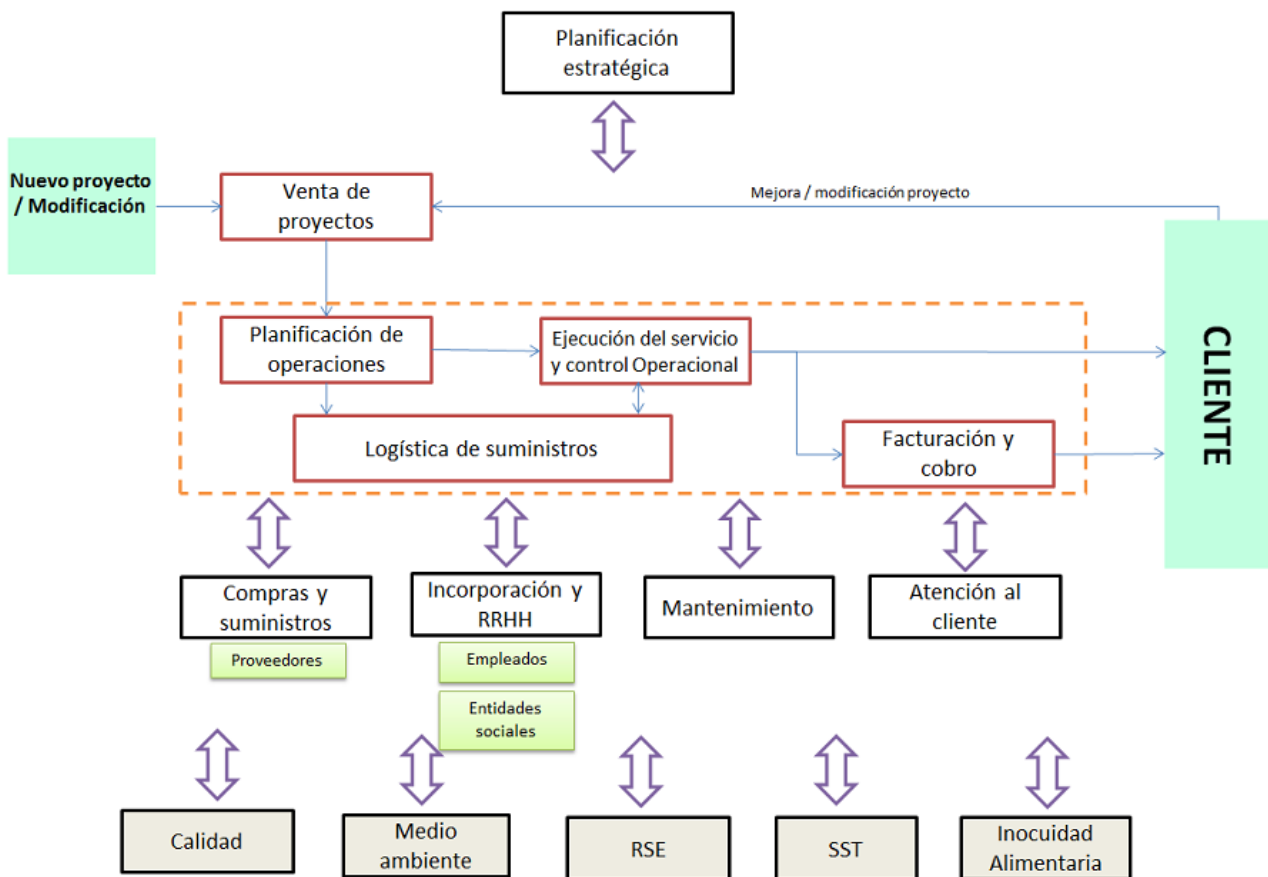 Planificación
estratégica
Nuevo proyecto
/ Modificación
Venta de
proyectos
Mejora / modificación proyecto
CLIENTE
Planificación de
operaciones
Ejecución del servicio
y control Operacional
Logística de suministros
Facturación y
cobro
Compras y
suministros
Proveedores
Incorporación y
RRHH
Empleados
Entidades
sociales
Mantenimiento
Atención al
cliente
Calidad
Medio
ambiente
RSE
SST
Inocuidad
Alimentaria